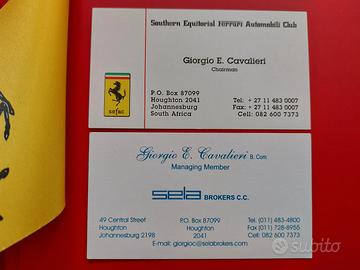 Southern Equitorial Ferrari Automobili Club
Giorgio E. Cavalieri
Chairman
sefac
P.O. Box 87099
Houghton 2041
Johannesburg
South Africa
Tel: + 27 11 483 0007
Fax: + 27 11 483 0007
Cell: 082 600 7373
Giorgio E. Cavalieri B. Com
Managing Member
sela BROKERS C.C.
49 Central Street
Houghton
Johannesburg 2198
P.O. Box 87099
Houghton
2041
Tel: (011) 483-4800
Fax: (011) 728-8955
Cell: 082 600 7373
E-mail: giorgioc@selabrokers.com
subito